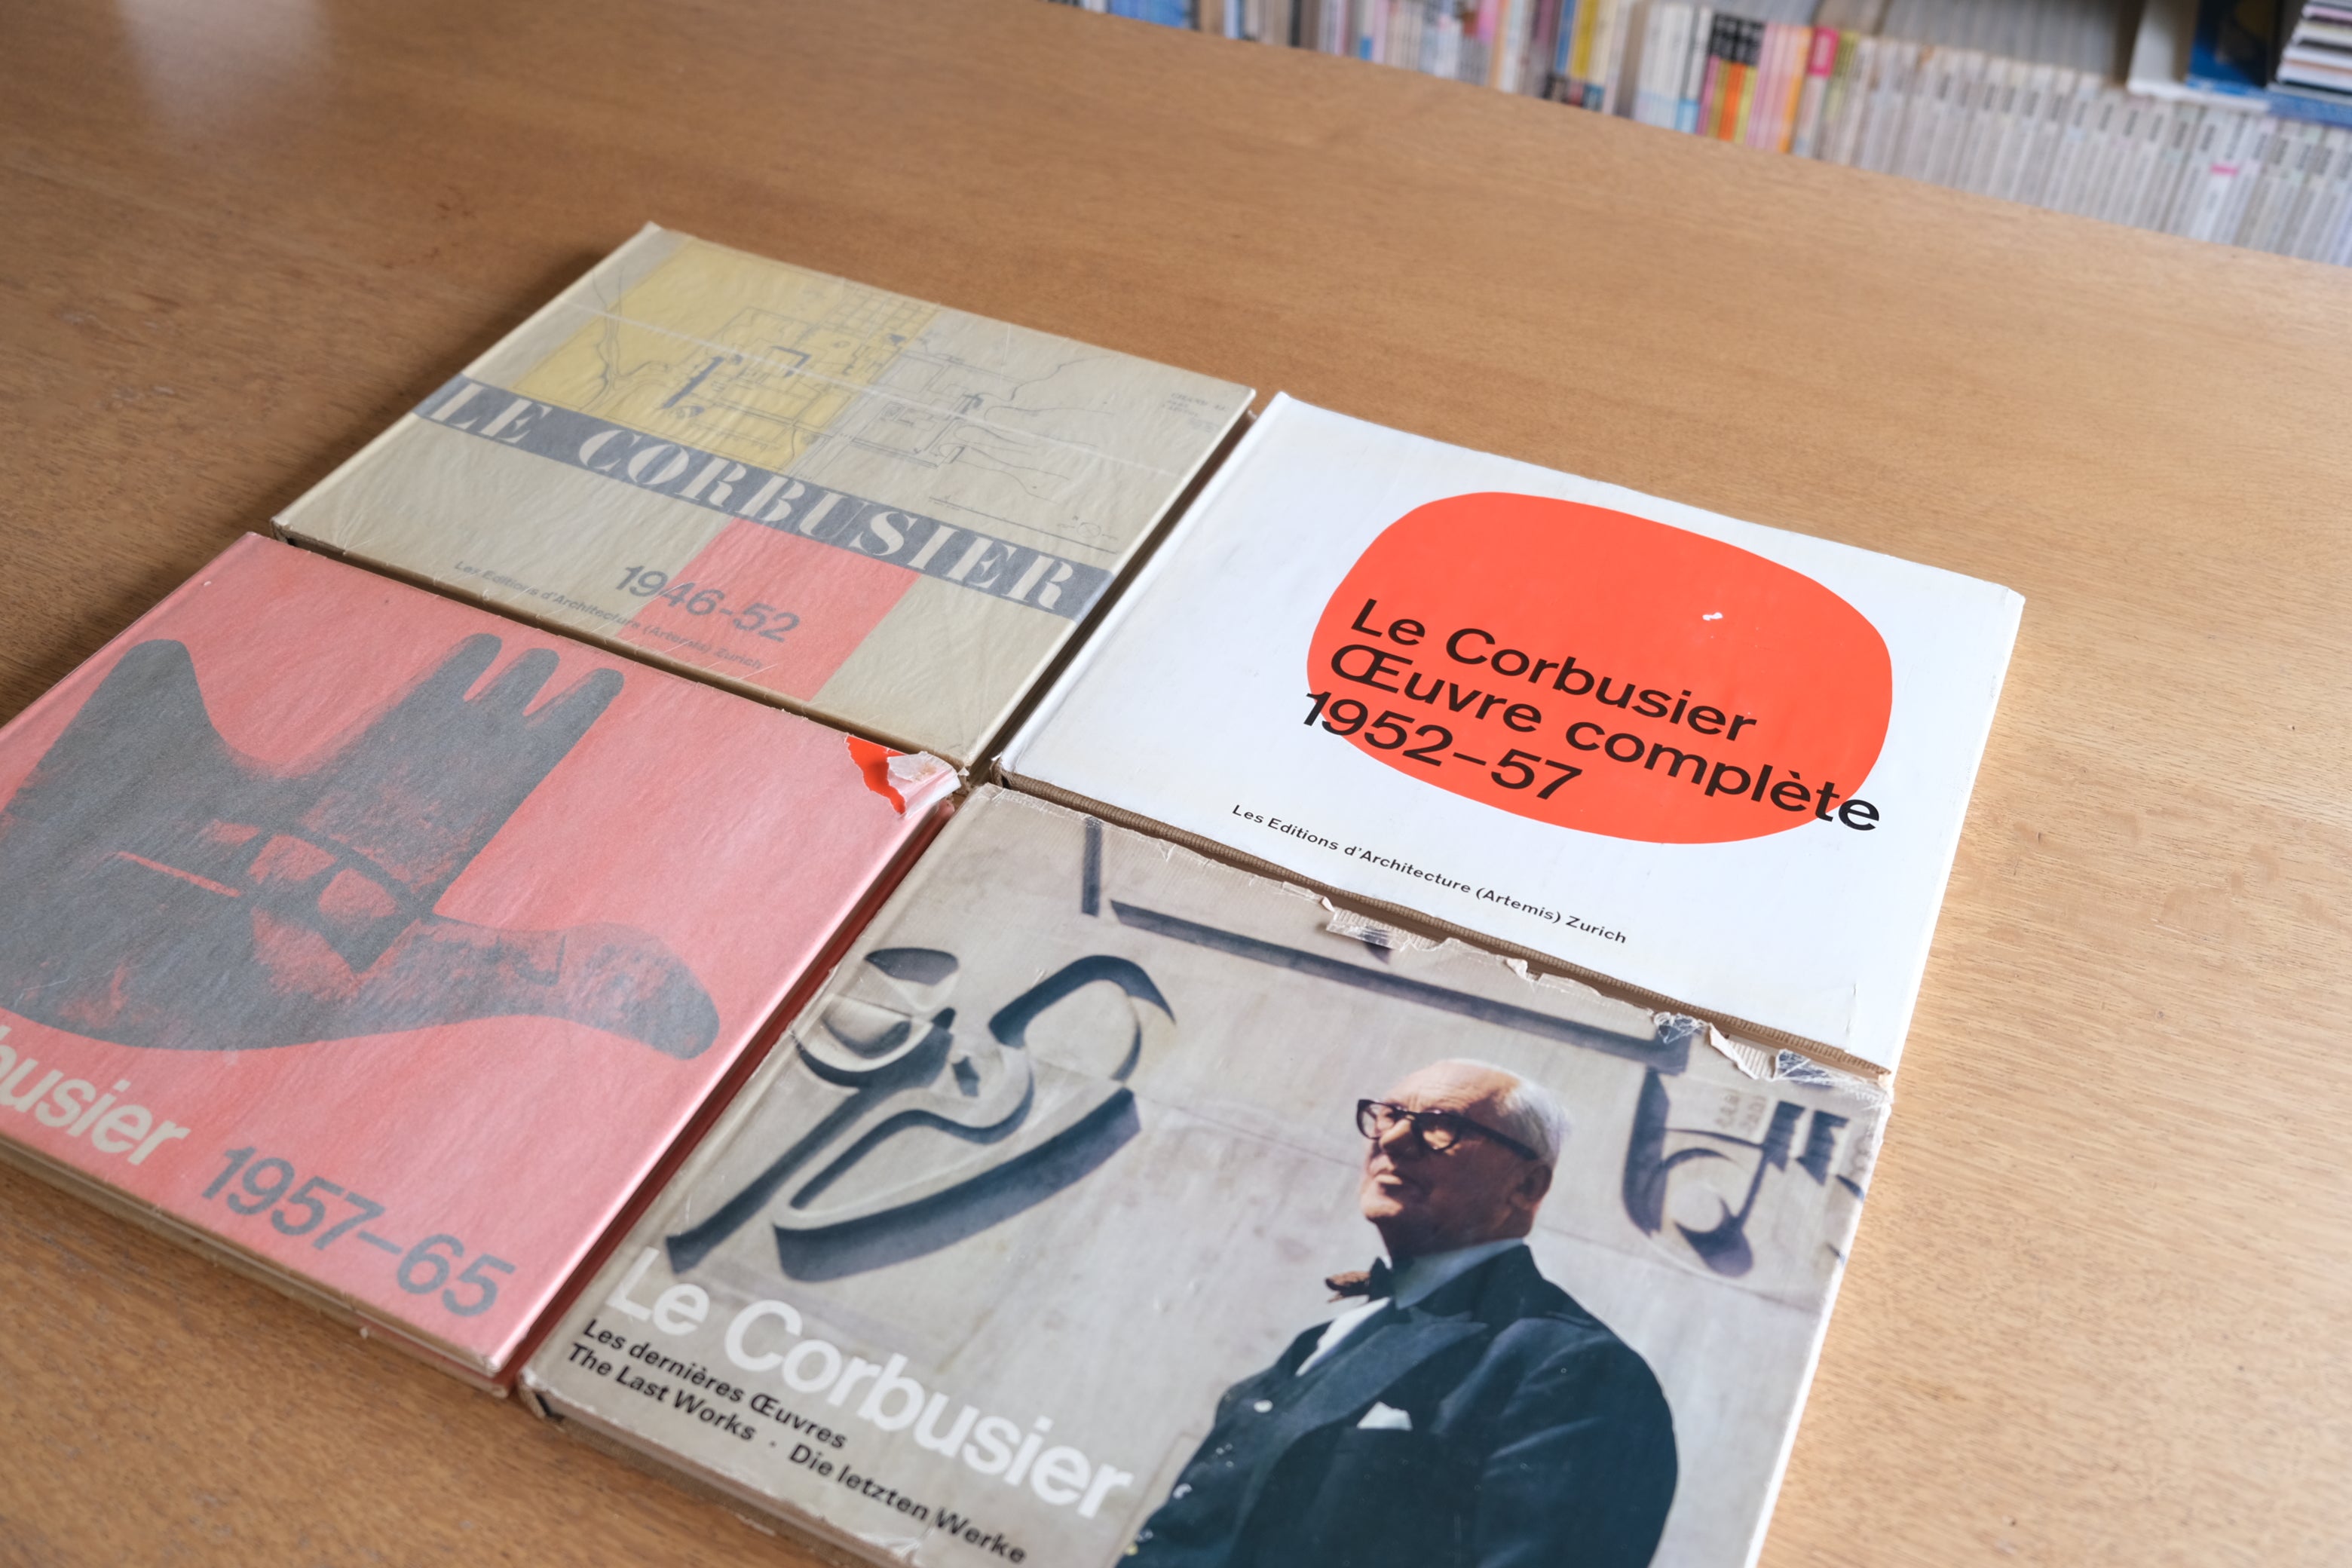 LE CORBUSIER
1946-52
Les Editions d'Architecture (Artemis) Zurich
Le Corbusier
Œuvre complète
1952–57
Les Editions d'Architecture (Artemis) Zurich
busier 1957–65
Le Corbusier
Les dernières Œuvres
The Last Works · Die letzten Werke